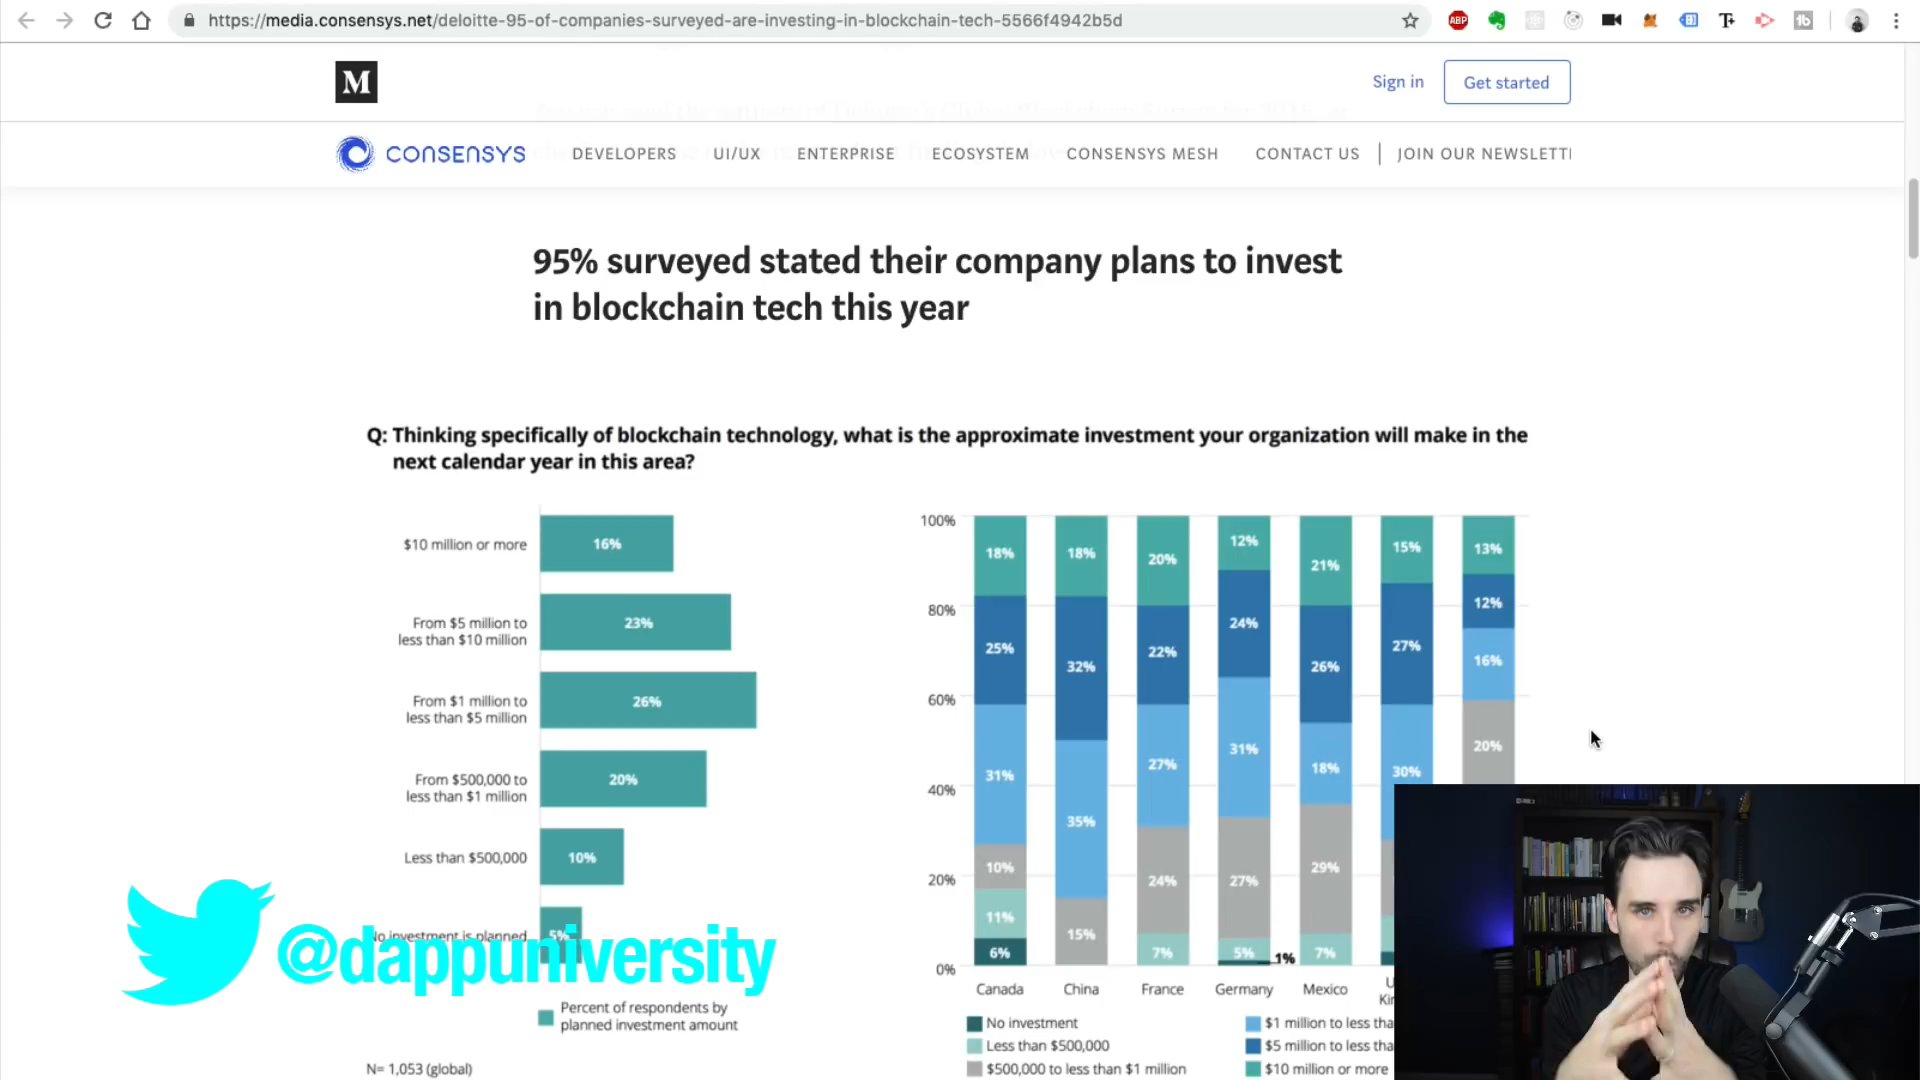 https://media.consensys.net/deloitte-95-of-companies-surveyed-are-investing-in-blockchain-tech-5566f4942b5d
ABP
T+
M
Sign in
Get started
CONSENSYS
DEVELOPERS
UI/UX
ENTERPRISE
ECOSYSTEM
CONSENSYS MESH
CONTACT US
JOIN OUR NEWSLETT
95% surveyed stated their company plans to invest
in blockchain tech this year
Q: Thinking specifically of blockchain technology, what is the approximate investment your organization will make in the
next calendar year in this area?
$10 million or more
16%
From $5 million to
less than $10 million
23%
From $1 million to
less than $5 million
26%
From $500,000 to
less than $1 million
20%
Less than $500,000
10%
No investment is planned
5%
Percent of respondents by
planned investment amount
N= 1,053 (global)
100%
80%
60%
40%
20%
0%
18%
25%
31%
10%
11%
6%
Canada
18%
32%
35%
15%
China
20%
22%
27%
24%
7%
France
12%
24%
31%
27%
5%
1%
Germany
21%
26%
18%
29%
7%
Mexico
15%
27%
30%
13%
12%
16%
20%
No investment
Less than $500,000
$500,000 to less than $1 million
$1 million to less tha
$5 million to less tha
$10 million or more
@dappuniversity